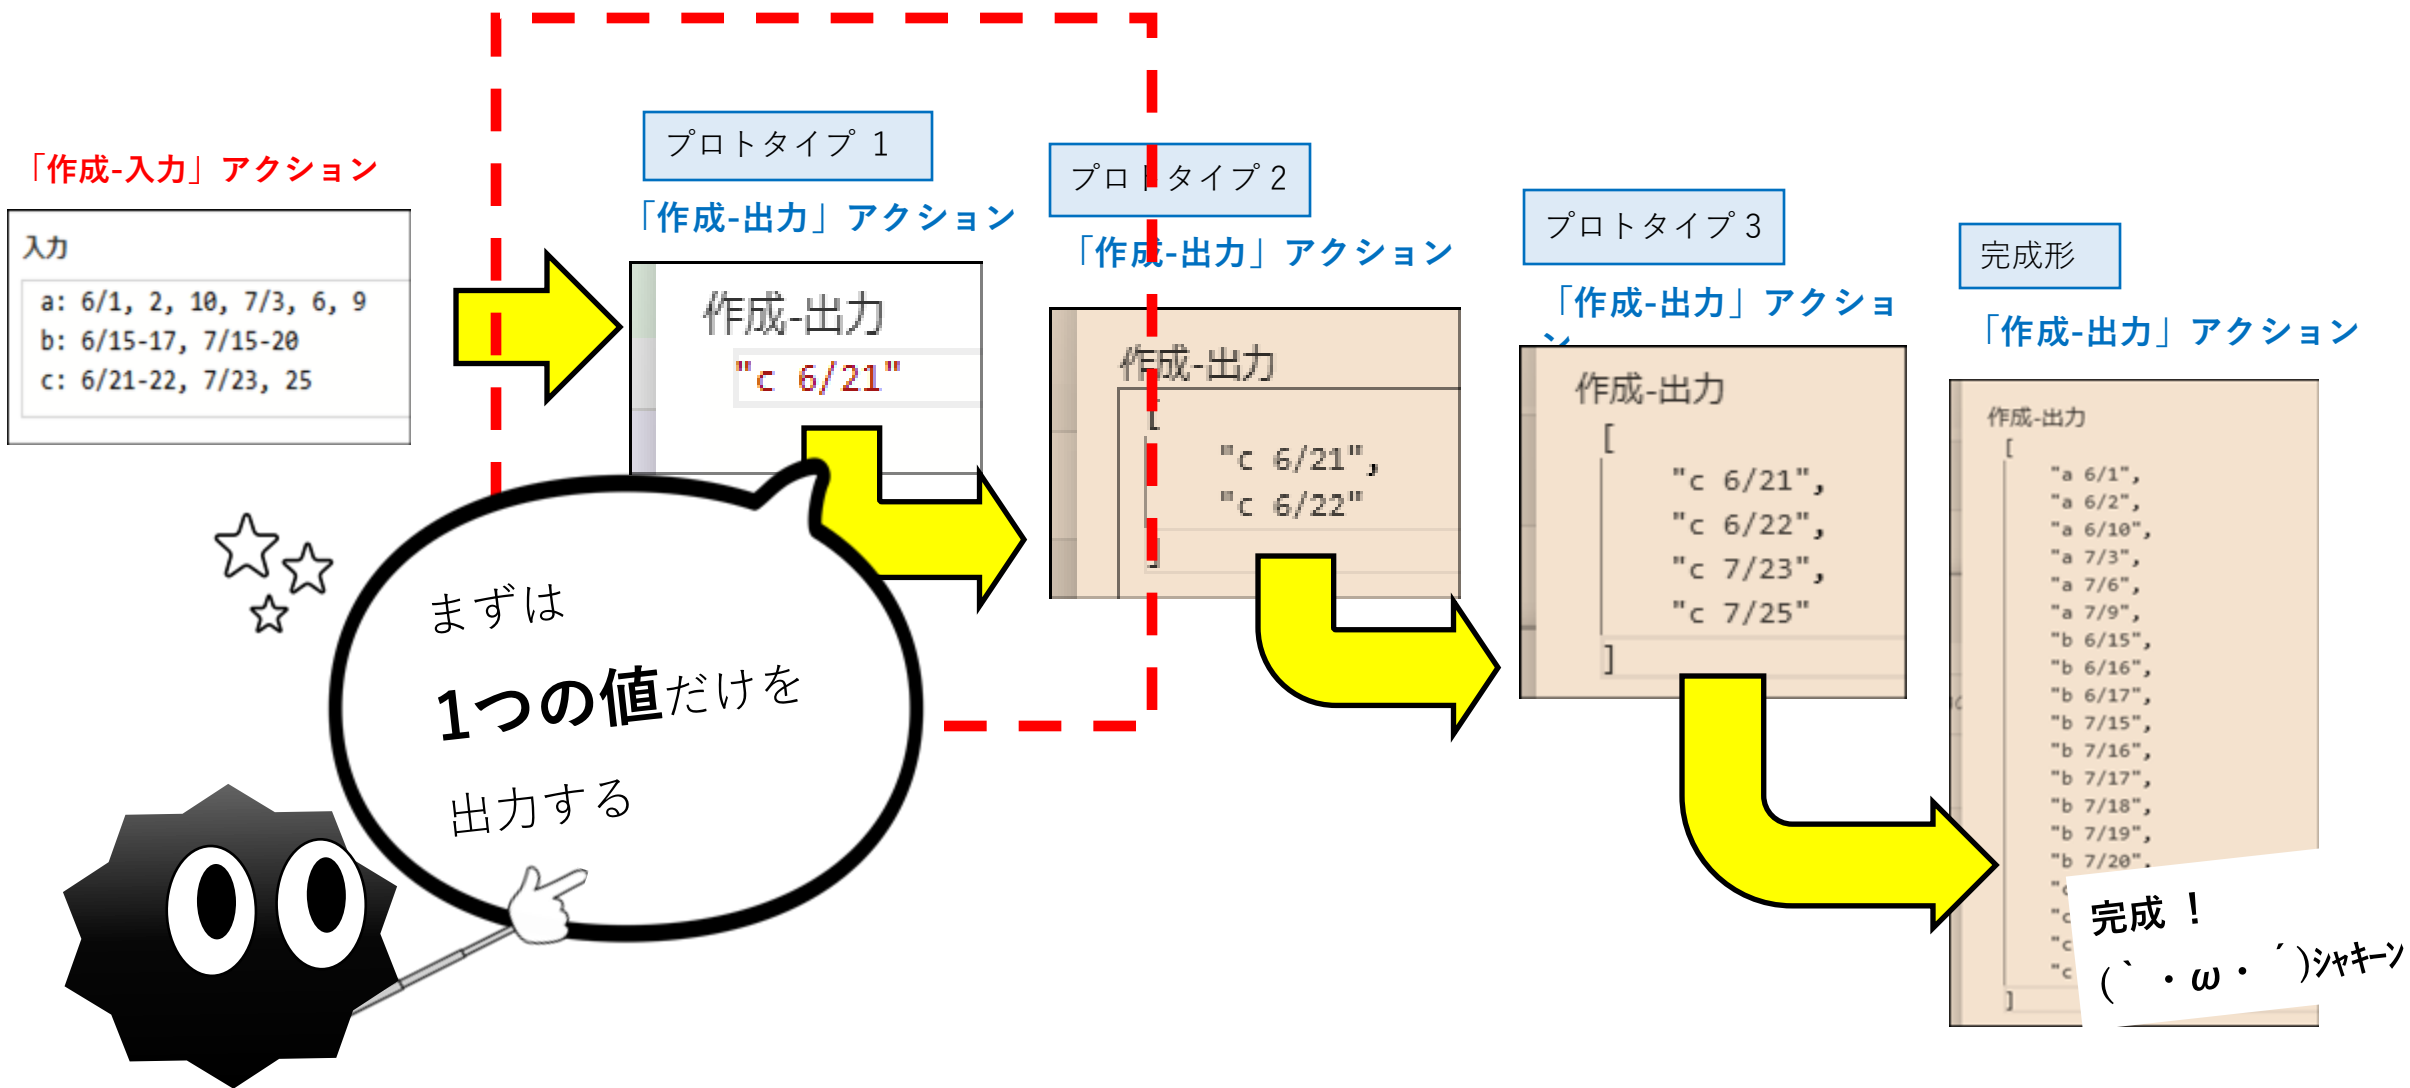 「作成-入力」アクション
入力
a: 6/1, 2, 10, 7/3, 6, 9
b: 6/15-17, 7/15-20
c: 6/21-22, 7/23, 25
プロトタイプ 1
「作成-出力」アクション
作成-出力
"c 6/21"
プロトタイプ 2
「作成-出力」アクション
作成-出力
[
"c 6/21",
"c 6/22"
]
プロトタイプ 3
「作成-出力」アクショ
ン
作成-出力
[
"c 6/21",
"c 6/22",
"c 7/23",
"c 7/25"
]
完成形
「作成-出力」アクション
作成-出力
[
"a 6/1",
"a 6/2",
"a 6/10",
"a 7/3",
"a 7/6",
"a 7/9",
"b 6/15",
"b 6/16",
"b 6/17",
"b 7/15",
"b 7/16",
"b 7/17",
"b 7/18",
"b 7/19",
"b 7/20",
"c
"c
"c
"c
]
完成！
(｀・ω・´)ｼｬｷｰﾝ
まずは
1つの値だけを
出力する